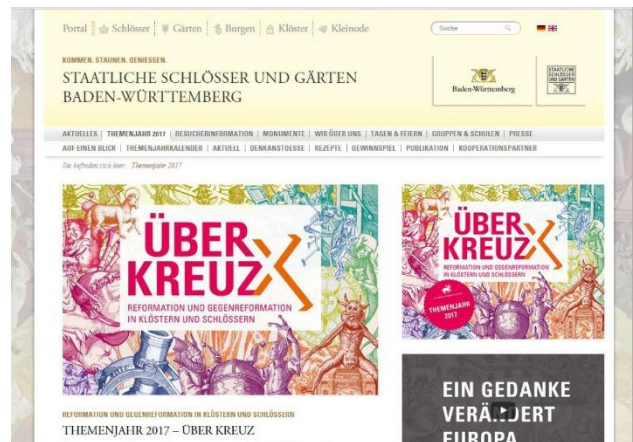 Portal Schlösser Gärten Burgen Klöster Kleinode Suche
KOMMEN. STAUNEN. GENIESSEN.
STAATLICHE SCHLÖSSER UND GÄRTEN
BADEN-WÜRTTEMBERG
Baden-Württemberg
STAATLICHE
SCHLÖSSER
UND GÄRTEN
AKTUELLES | THEMENJAHR 2017 | BESUCHERINFORMATION | MONUMENTE | WIR ÜBER UNS | TAGEN & FEIERN | GRUPPEN & SCHULEN | PRESSE
AUF EINEN BLICK | THEMENJAHRKALENDER | AKTUELL | DENKANSTOESSE | REZEPTE | GEWINNSPIEL | PUBLIKATION | KOOPERATIONSPARTNER
Sie befinden sich hier: Themenjahr 2017
ÜBER
KREUZ
REFORMATION UND GEGENREFORMATION
IN KLÖSTERN UND SCHLÖSSERN
REFORMATION UND GEGENREFORMATION IN KLÖSTERN UND SCHLÖSSERN
THEMENJAHR 2017 – ÜBER KREUZ
ÜBER
KREUZ
REFORMATION UND GEGENREFORMATION
IN KLÖSTERN UND SCHLÖSSERN
THEMENJAHR
2017
EIN GEDANKE
VERÄNDERT
EUROPA